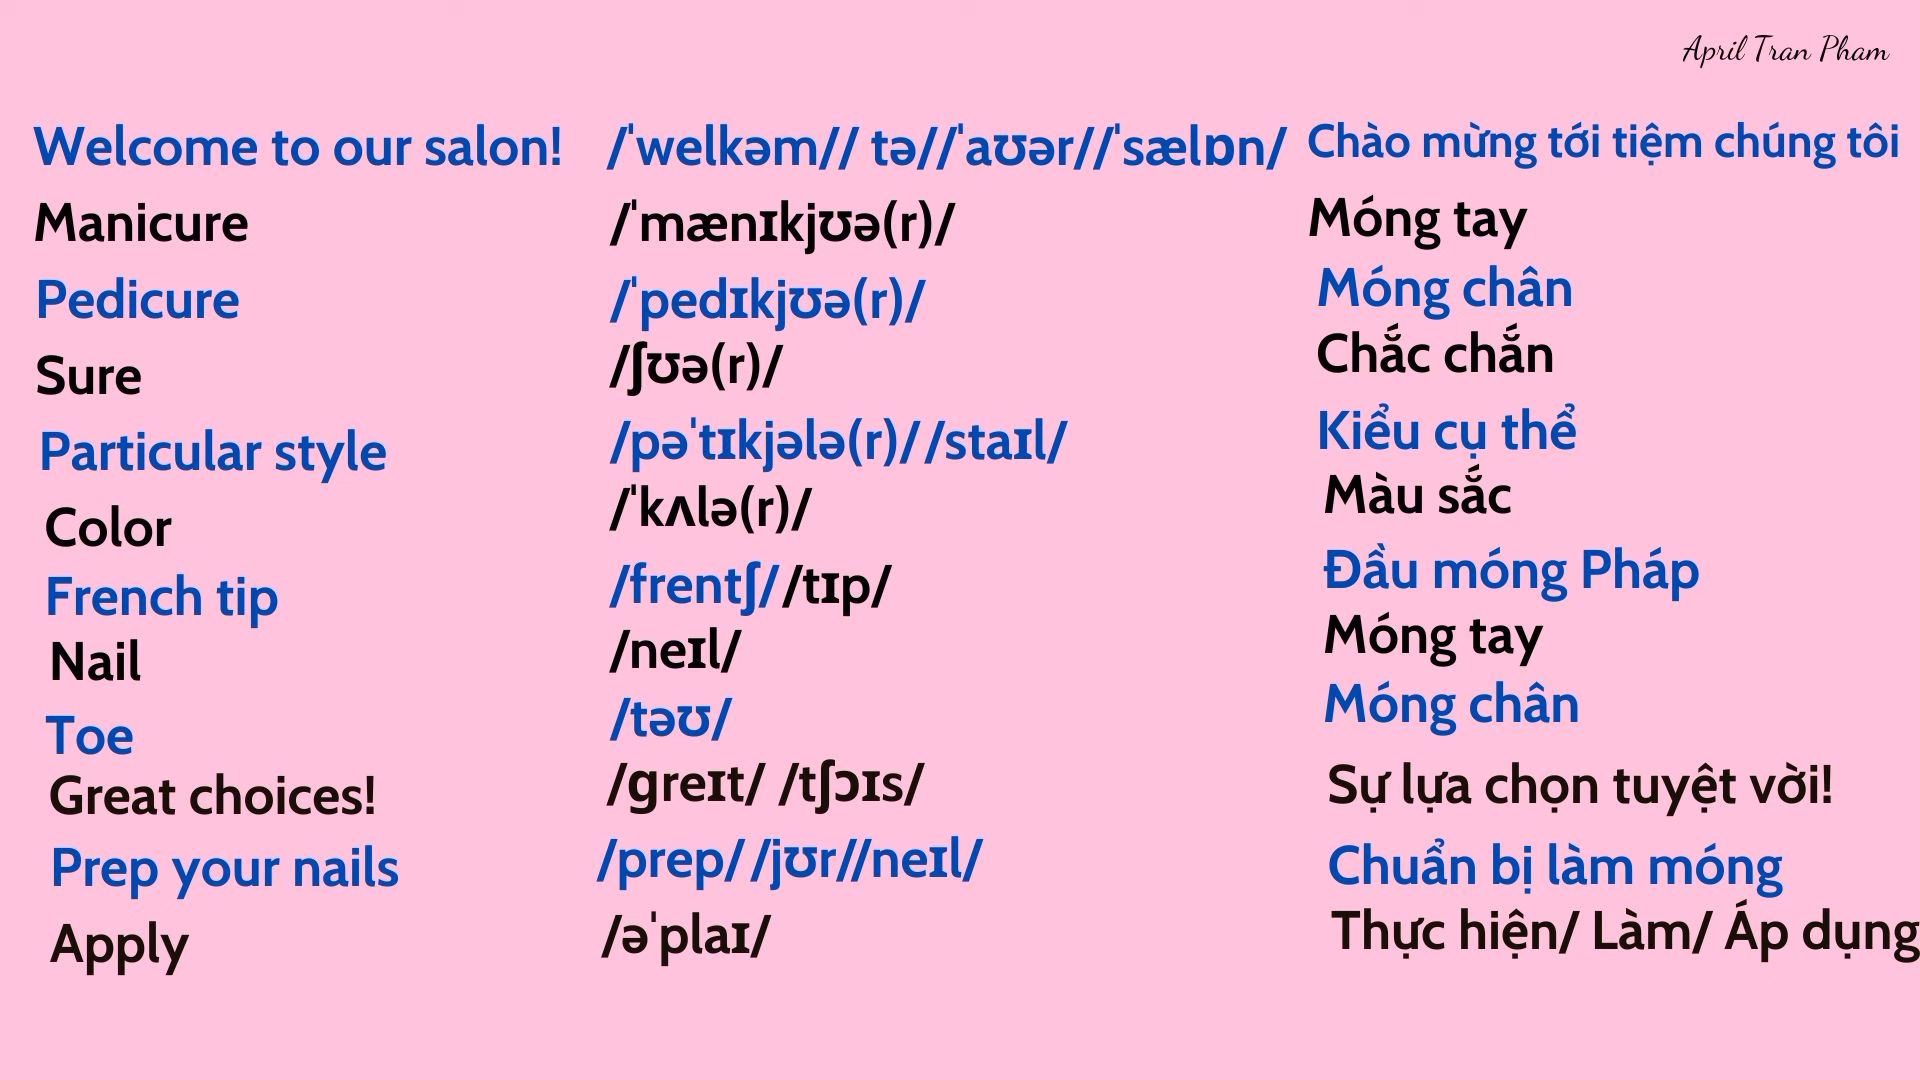 April Tran Pham
Welcome to our salon! /ˈwelkəm// tə//ˈaʊər//ˈsælɒn/ Chào mừng tới tiệm chúng tôi
Manicure /ˈmænɪkjʊə(r)/ Móng tay
Pedicure /ˈpedɪkjʊə(r)/ Móng chân
Sure /ʃʊə(r)/ Chắc chắn
Particular style /pəˈtɪkjələ(r)/ /staɪl/ Kiểu cụ thể
Color /ˈkʌlə(r)/ Màu sắc
French tip /frentʃ/ /tɪp/ Đầu móng Pháp
Nail /neɪl/ Móng tay
Toe /təʊ/ Móng chân
Great choices! /ɡreɪt/ /tʃɔɪs/ Sự lựa chọn tuyệt vời!
Prep your nails /prep/ /jʊr//neɪl/ Chuẩn bị làm móng
Apply /əˈplaɪ/ Thực hiện/ Làm/ Áp dụng